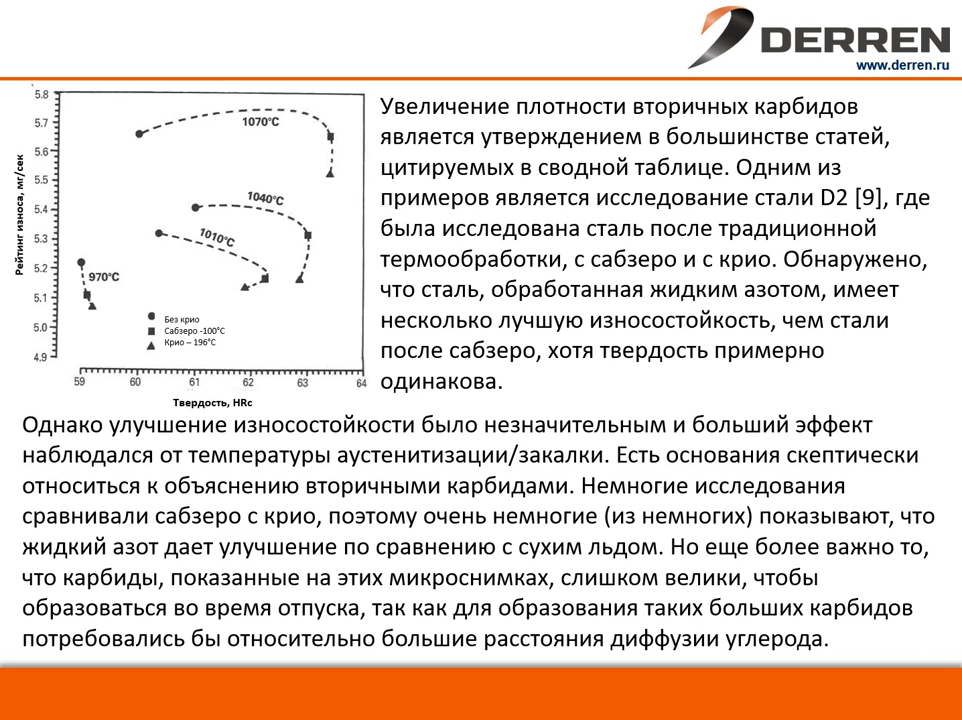 DERREN
www.derren.ru
5.8
5.7
5.6
5.5
5.4
5.3
5.2
5.1
5.0
4.9
Рейтинг износа, мг/сек
1070°C
1040°C
1010°C
970°C
Без крио
Сабзеро -100°C
Крио – 196°C
59 60 61 62 63 64
Твердость, HRc
Увеличение плотности вторичных карбидов
является утверждением в большинстве статей,
цитируемых в сводной таблице. Одним из
примеров является исследование стали D2 [9], где
была исследована сталь после традиционной
термообработки, с сабзеро и с крио. Обнаружено,
что сталь, обработанная жидким азотом, имеет
несколько лучшую износостойкость, чем стали
после сабзеро, хотя твердость примерно
одинакова.
Однако улучшение износостойкости было незначительным и больший эффект
наблюдался от температуры аустенитизации/закалки. Есть основания скептически
относиться к объяснению вторичными карбидами. Немногие исследования
сравнивали сабзеро с крио, поэтому очень немногие (из немногих) показывают, что
жидкий азот дает улучшение по сравнению с сухим льдом. Но еще более важно то,
что карбиды, показанные на этих микроснимках, слишком велики, чтобы
образоваться во время отпуска, так как для образования таких больших карбидов
потребовались бы относительно большие расстояния диффузии углерода.